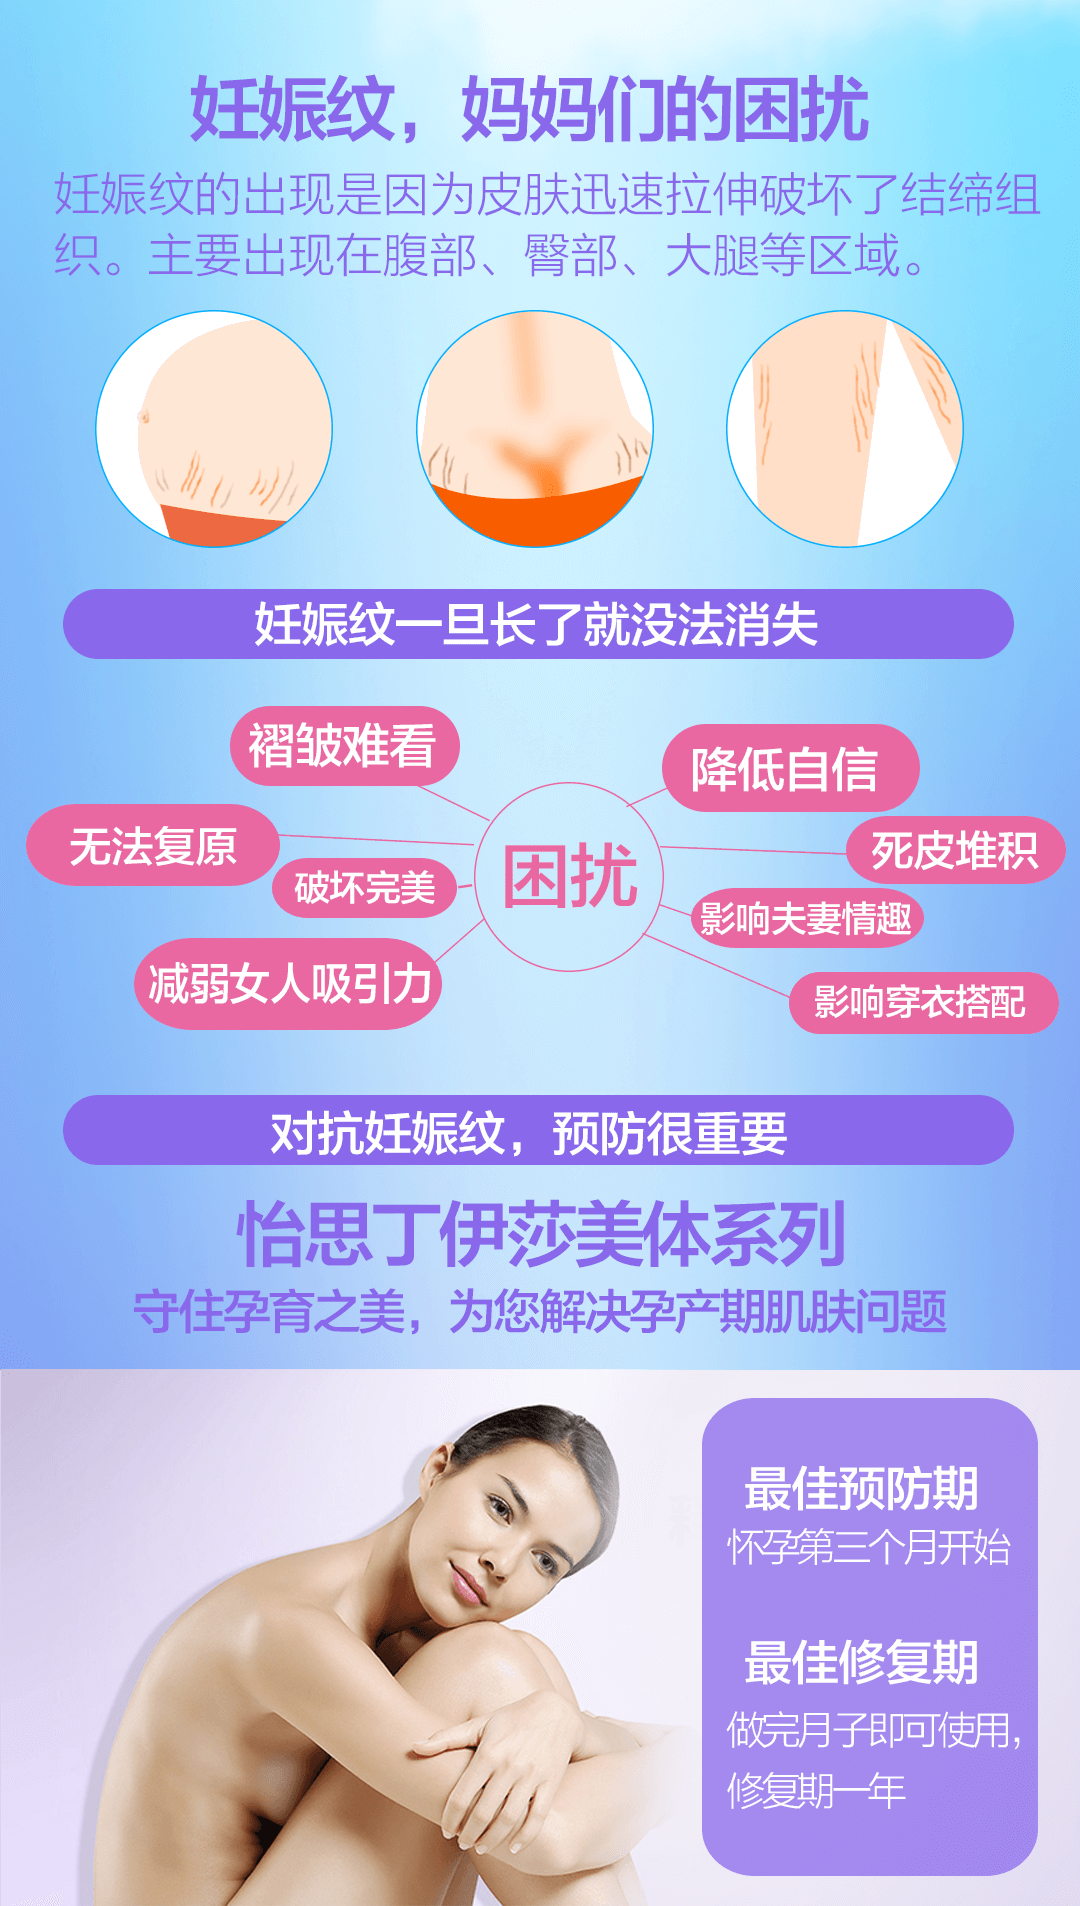 妊娠纹，妈妈们的困扰
妊娠纹的出现是因为皮肤迅速拉伸破坏了结缔组
织。主要出现在腹部、臀部、大腿等区域。
妊娠纹一旦长了就没法消失
褶皱难看
降低自信
无法复原
死皮堆积
破坏完美
困扰
影响夫妻情趣
减弱女人吸引力
影响穿衣搭配
对抗妊娠纹，预防很重要
怡思丁伊莎美体系列
守住孕育之美，为您解决孕产期肌肤问题
最佳预防期
怀孕第三个月开始
最佳修复期
做完月子即可使用，
修复期一年